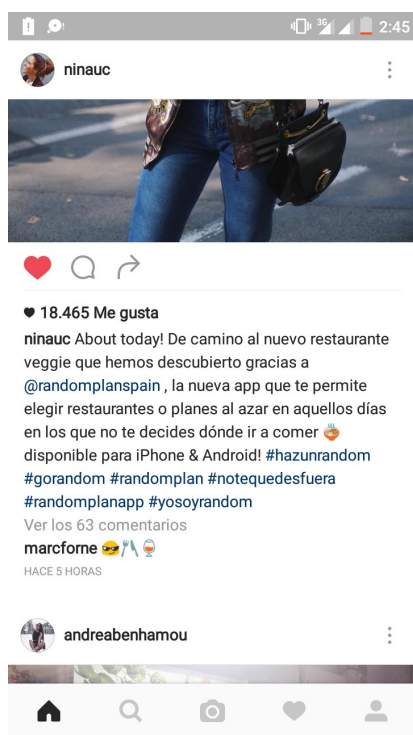 3G 2:45
ninauc
18.465 Me gusta
ninauc About today! De camino al nuevo restaurante
veggie que hemos descubierto gracias a
@randomplanspain , la nueva app que te permite
elegir restaurantes o planes al azar en aquellos días
en los que no te decides dónde ir a comer 🍜
disponible para iPhone & Android! #hazunrandom
#gorandom #randomplan #notequedesfuera
#randomplanapp #yosoyrandom
Ver los 63 comentarios
marcforne 😎🍴🍷
HACE 5 HORAS
andreabenhamou